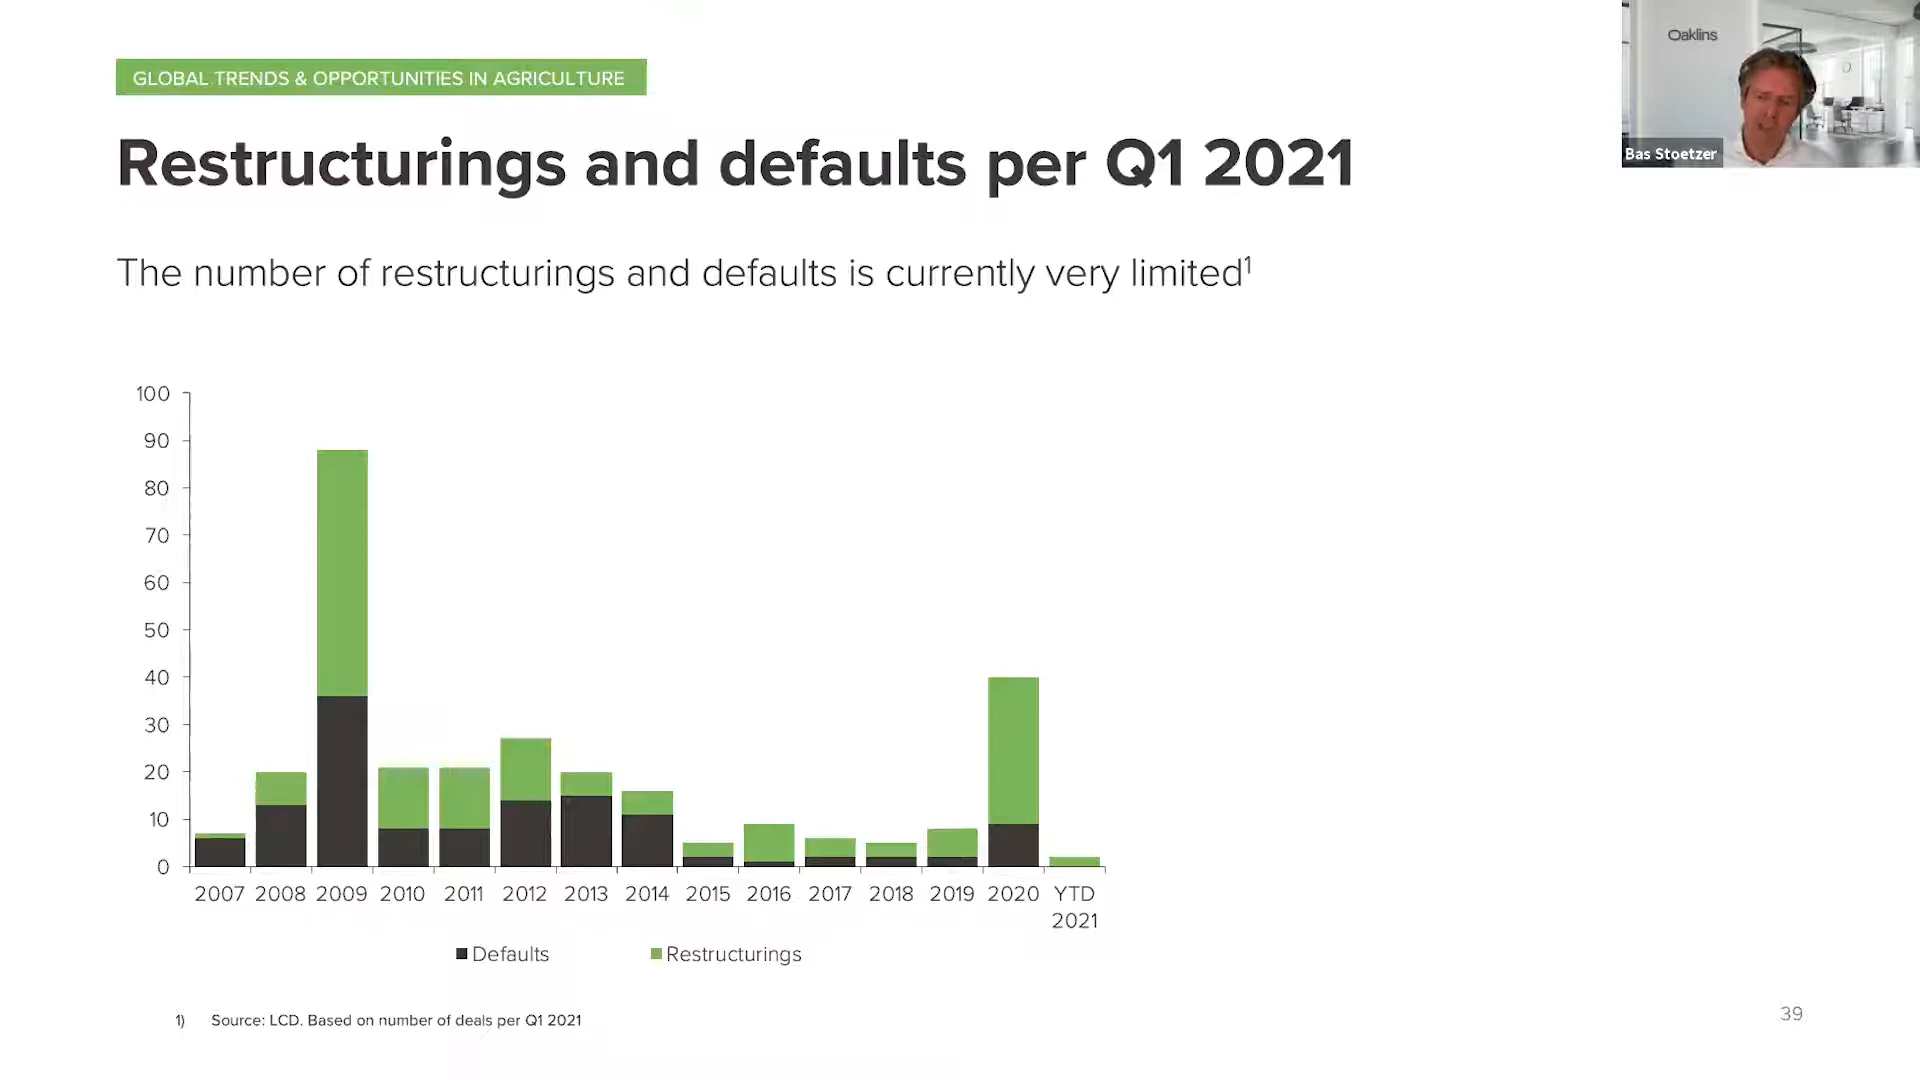 GLOBAL TRENDS & OPPORTUNITIES IN AGRICULTURE
Oaklins
Bas Stoetzer
Restructurings and defaults per Q1 2021
The number of restructurings and defaults is currently very limited¹
100
90
80
70
60
50
40
30
20
10
0
2007 2008 2009 2010 2011 2012 2013 2014 2015 2016 2017 2018 2019 2020 YTD
2021
Defaults Restructurings
1) Source: LCD. Based on number of deals per Q1 2021
39